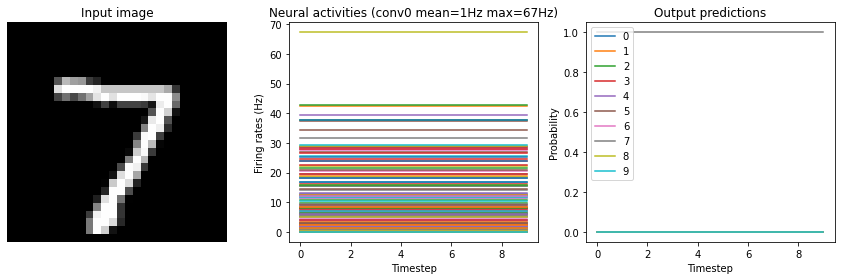 Input image
7
Neural activities (conv0 mean=1Hz max=67Hz)
Firing rates (Hz)
70
60
50
40
30
20
10
0
0 2 4 6 8
Timestep
Output predictions
Probability
1.0
0.8
0.6
0.4
0.2
0.0
0
1
2
3
4
5
6
7
8
9
0 2 4 6 8
Timestep